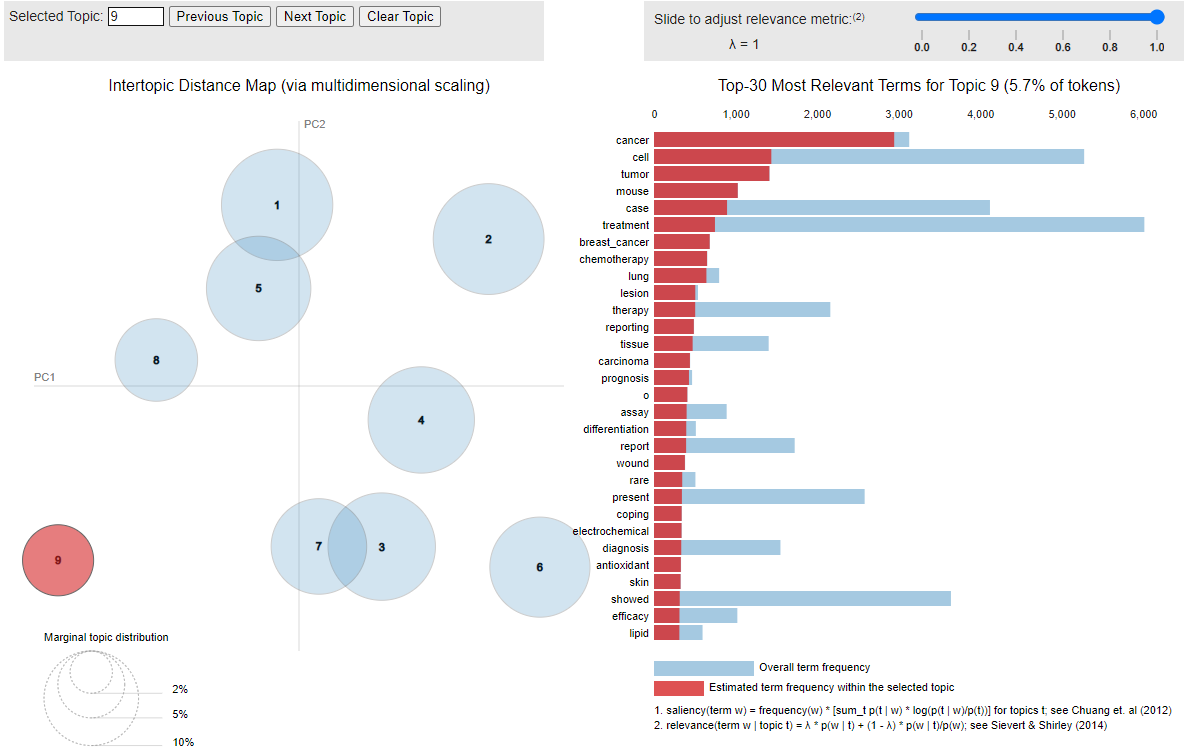 Selected Topic: 9 Previous Topic Next Topic Clear Topic
Slide to adjust relevance metric:(2)
λ = 1
0.0 0.2 0.4 0.6 0.8 1.0
Intertopic Distance Map (via multidimensional scaling)
PC2
PC1
1
2
5
8
4
7
3
6
9
Marginal topic distribution
2%
5%
10%
Top-30 Most Relevant Terms for Topic 9 (5.7% of tokens)
0 1,000 2,000 3,000 4,000 5,000 6,000
cancer
cell
tumor
mouse
case
treatment
breast_cancer
chemotherapy
lung
lesion
therapy
reporting
tissue
carcinoma
prognosis
o
assay
differentiation
report
wound
rare
present
coping
electrochemical
diagnosis
antioxidant
skin
showed
efficacy
lipid
Overall term frequency
Estimated term frequency within the selected topic
1. saliency(term w) = frequency(w) * [sum_t p(t | w) * log(p(t | w)/p(t))] for topics t; see Chuang et. al (2012)
2. relevance(term w | topic t) = λ * p(w | t) + (1 - λ) * p(w | t)/p(w); see Sievert & Shirley (2014)